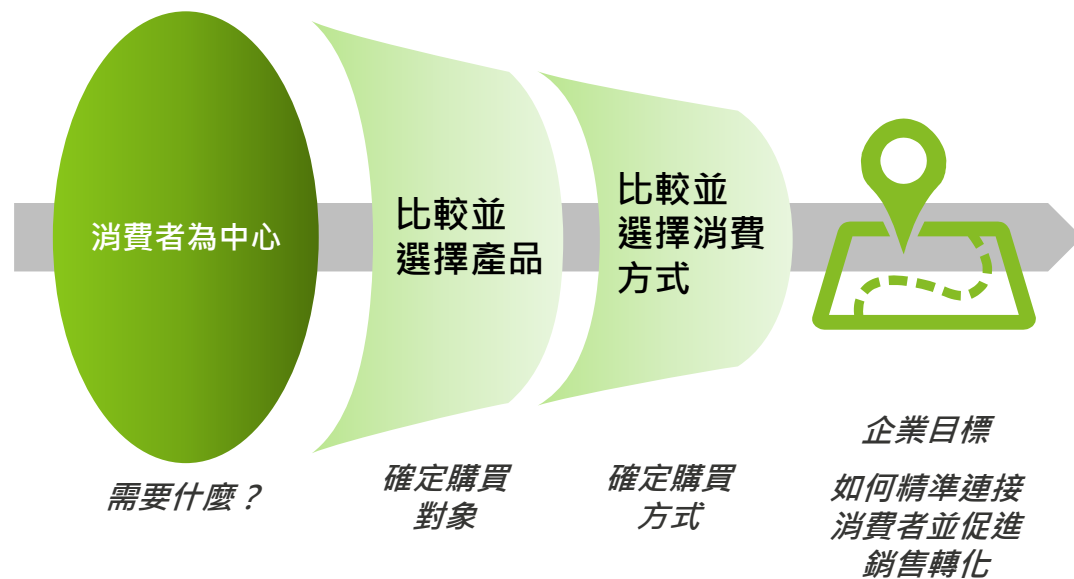 消費者為中心
比較並
選擇產品
比較並
選擇消費
方式
需要什麼？
確定購買
對象
確定購買
方式
企業目標
如何精準連接
消費者並促進
銷售轉化